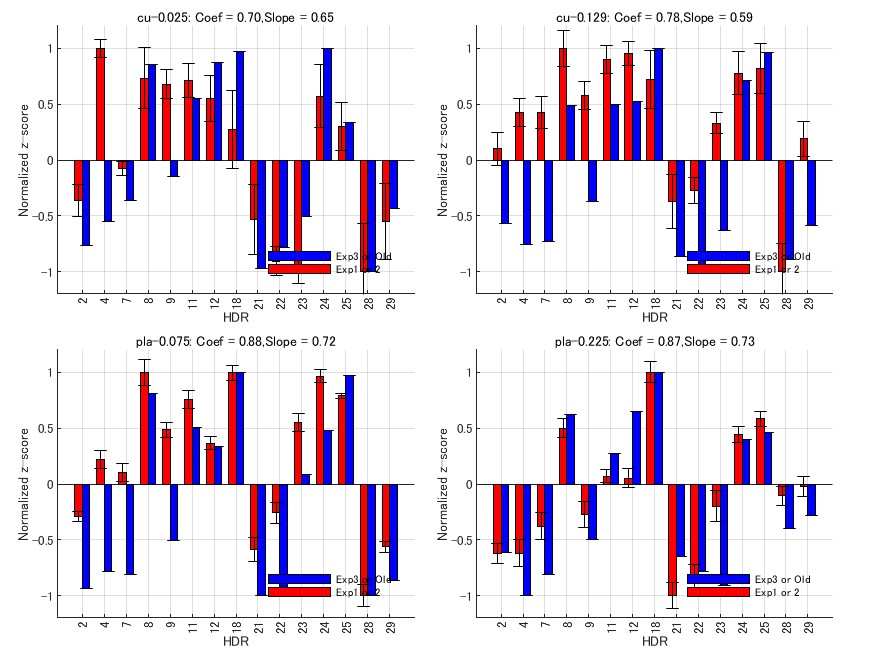 cu-0.025: Coef = 0.70,Slope = 0.65
Normalized z-score
1
0.5
0
-0.5
-1
Exp3 or Old
Exp1 or 2
2 4 7 8 9 11 12 18 21 22 23 24 25 28 29
HDR
cu-0.129: Coef = 0.78,Slope = 0.59
Normalized z-score
1
0.5
0
-0.5
-1
Exp3 or Old
Exp1 or 2
2 4 7 8 9 11 12 18 21 22 23 24 25 28 29
HDR
pla-0.075: Coef = 0.88,Slope = 0.72
Normalized z-score
1
0.5
0
-0.5
-1
Exp3 or Old
Exp1 or 2
2 4 7 8 9 11 12 18 21 22 23 24 25 28 29
HDR
pla-0.225: Coef = 0.87,Slope = 0.73
Normalized z-score
1
0.5
0
-0.5
-1
Exp3 or Old
Exp1 or 2
2 4 7 8 9 11 12 18 21 22 23 24 25 28 29
HDR